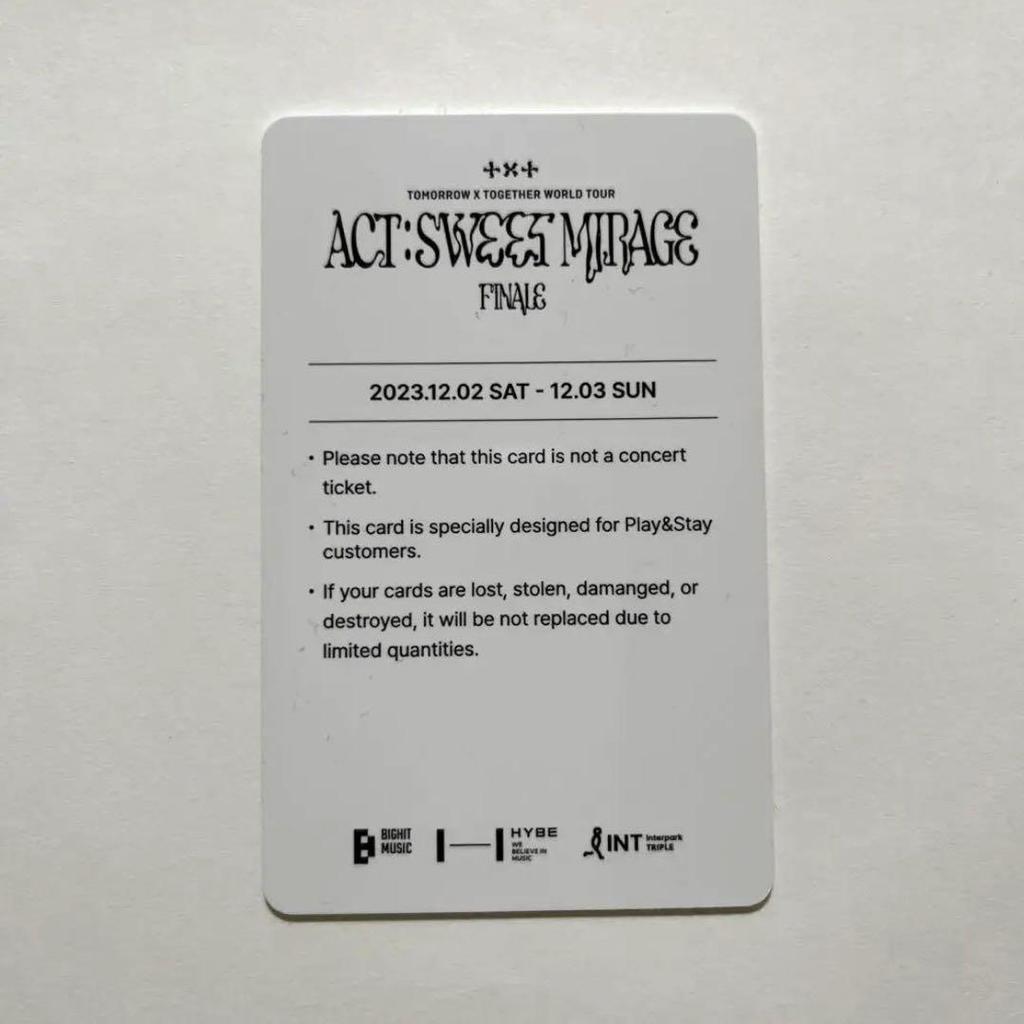 +×+
TOMORROW X TOGETHER WORLD TOUR
ACT:SWEET MIRAGE
FINALE
2023.12.02 SAT - 12.03 SUN
· Please note that this card is not a concert
ticket.
· This card is specially designed for Play&Stay
customers.
· If your cards are lost, stolen, damanged, or
destroyed, it will be not replaced due to
limited quantities.
BIGHIT
MUSIC
HYBE
WE
BELIEVE IN
MUSIC
INT
interpark
TRIPLE